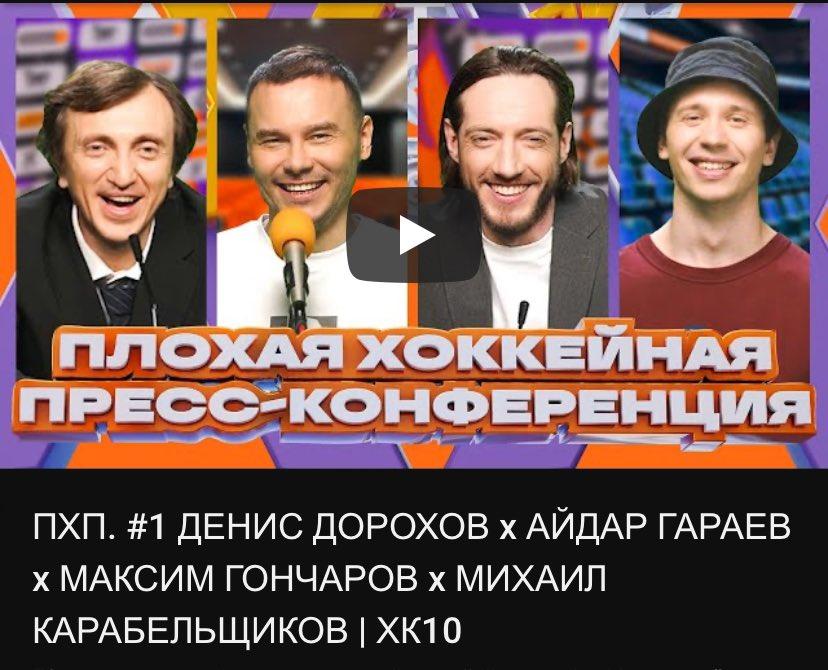 ПЛОХАЯ ХОККЕЙНАЯ
ПРЕСС-КОНФЕРЕНЦИЯ
ПХП. #1 ДЕНИС ДОРОХОВ x АЙДАР ГАРАЕВ
x МАКСИМ ГОНЧАРОВ x МИХАИЛ
КАРАБЕЛЬЩИКОВ | ХК10